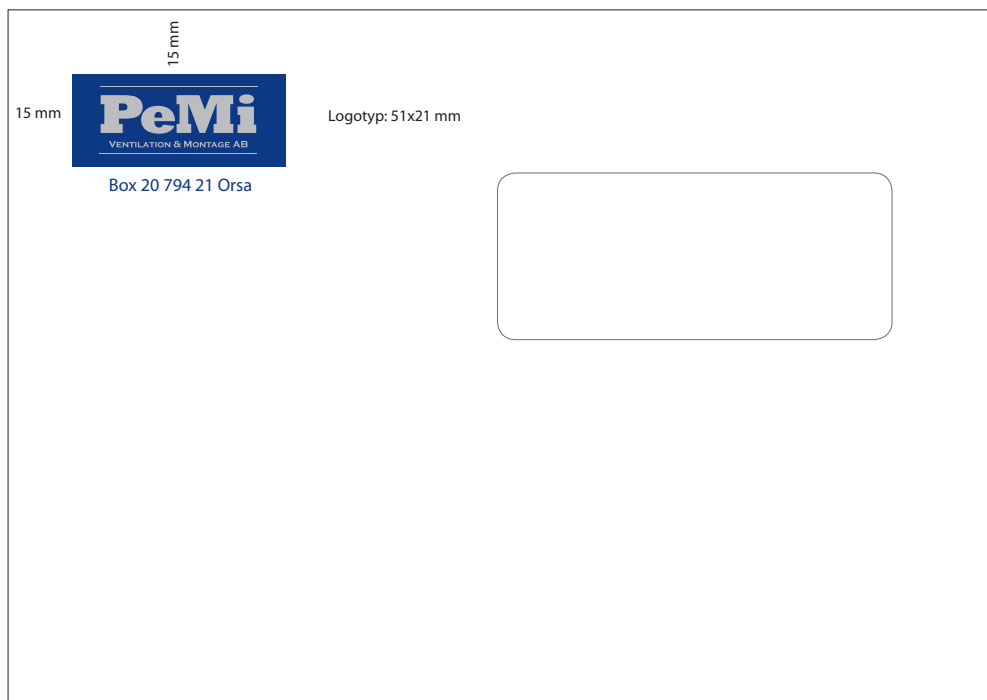 15 mm
15 mm
PeMi
VENTILATION & MONTAGE AB
Logotyp: 51x21 mm
Box 20 794 21 Orsa